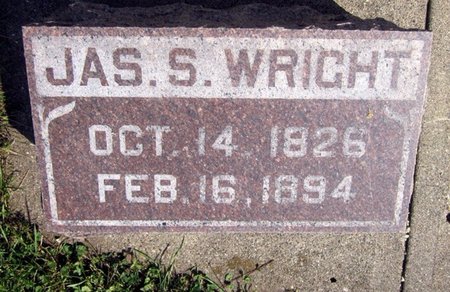 JAS. S. WRIGHT
OCT. 14 1826
FEB. 16, 1894